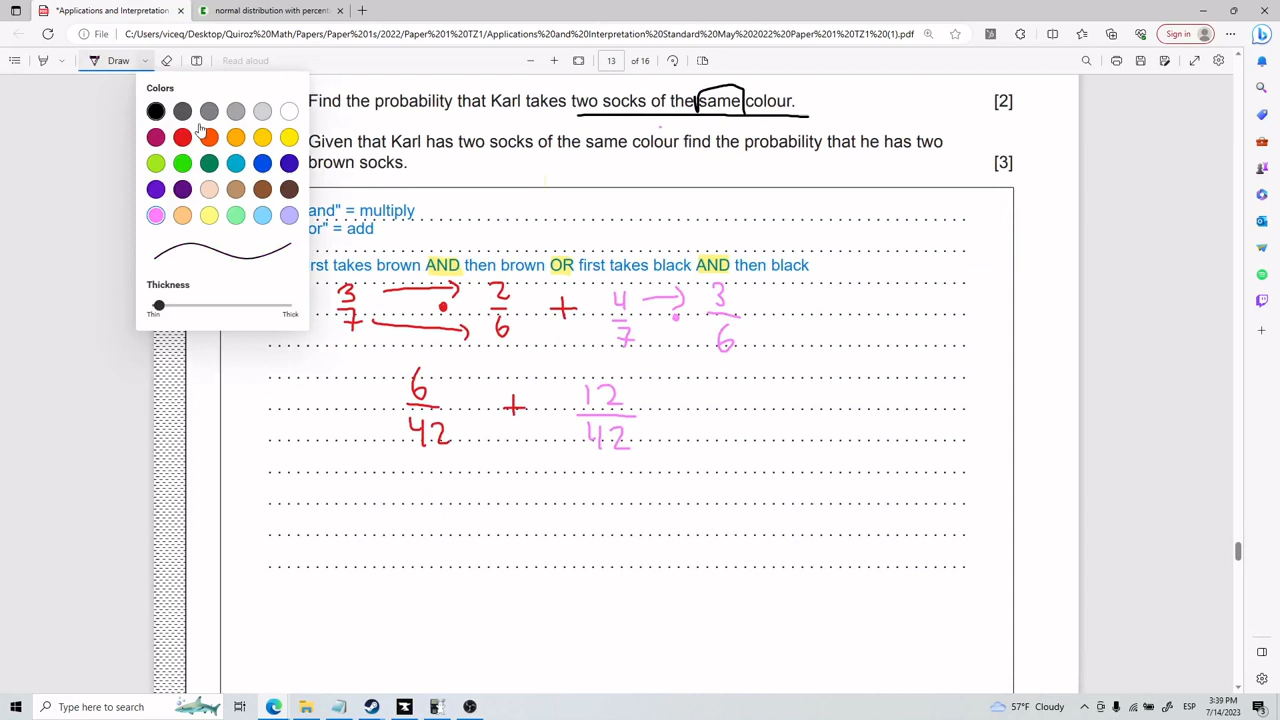 *Applications and Interpretation
normal distribution with percent
File
C:/Users/viceq/Desktop/Quiroz%20Math/Papers/Paper%201s/2022/Paper%201%20TZ1/Applications%20and%20Interpretation%20Standard%20May%202022%20Paper%201%20TZ1%20(1).pdf
Sign in
Draw
Read aloud
13 of 16
Colors
Thickness
Thin
Thick
Find the probability that Karl takes two socks of the same colour. [2]
Given that Karl has two socks of the same colour find the probability that he has two
brown socks. [3]
and" = multiply
or" = add
rst takes brown AND then brown OR first takes black AND then black
3/7 • 2/6 + 4/7 • 3/6
6/42 + 12/42
Type here to search
57°F Cloudy
ESP
3:39 PM
7/14/2023